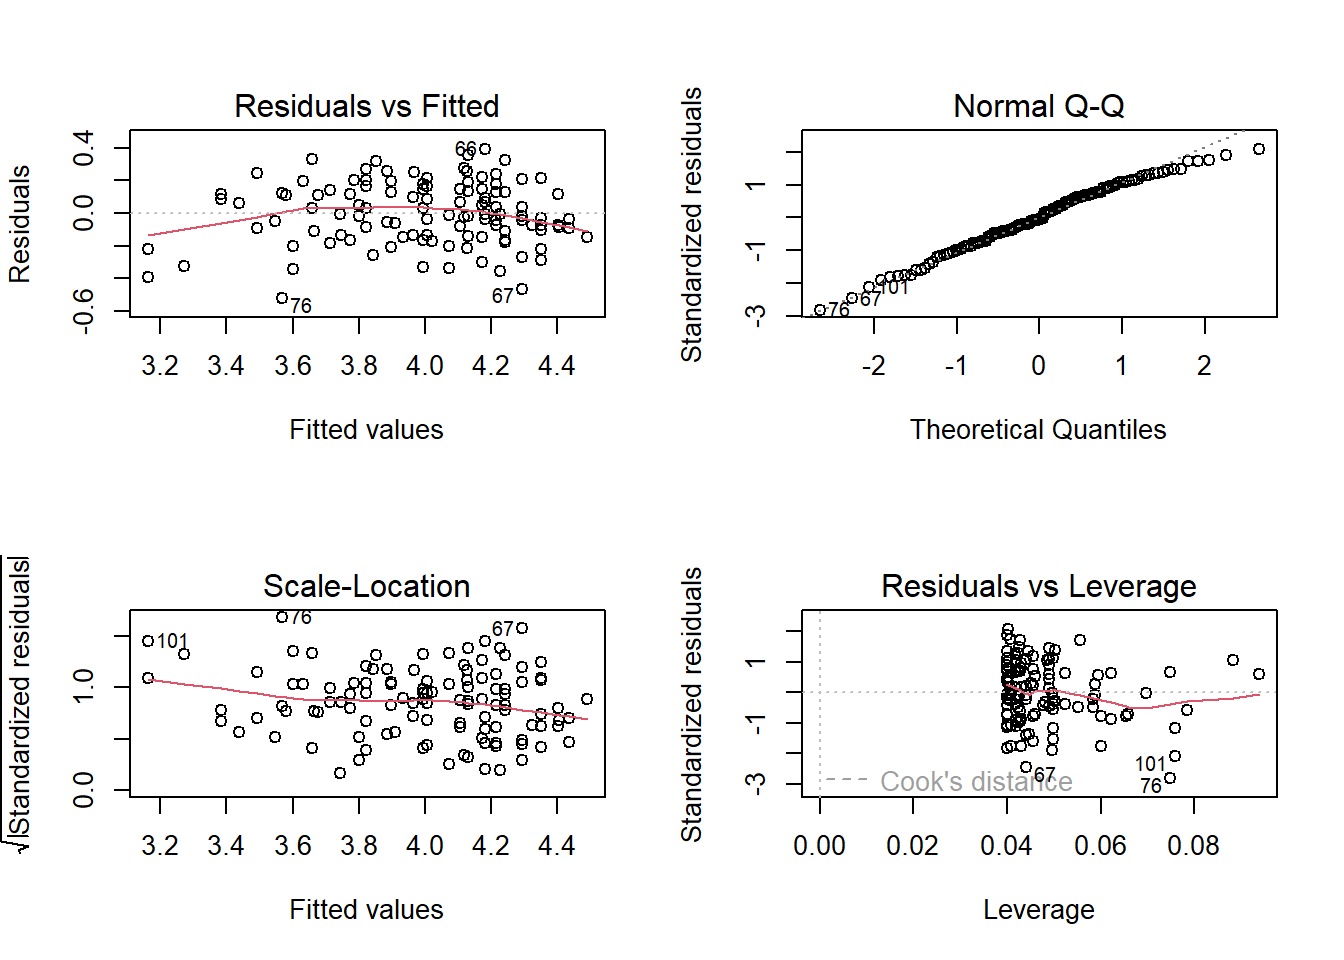 Residuals vs Fitted
Residuals
0.4
0.0
-0.6
66
76
67
3.2 3.4 3.6 3.8 4.0 4.2 4.4
Fitted values
Normal Q-Q
Standardized residuals
1
-1
-3
76
67
101
-2 -1 0 1 2
Theoretical Quantiles
Scale-Location
√|Standardized residuals|
1.0
0.0
101
76
67
3.2 3.4 3.6 3.8 4.0 4.2 4.4
Fitted values
Residuals vs Leverage
Standardized residuals
1
-1
-3
67
101
76
Cook's distance
0.00 0.02 0.04 0.06 0.08
Leverage